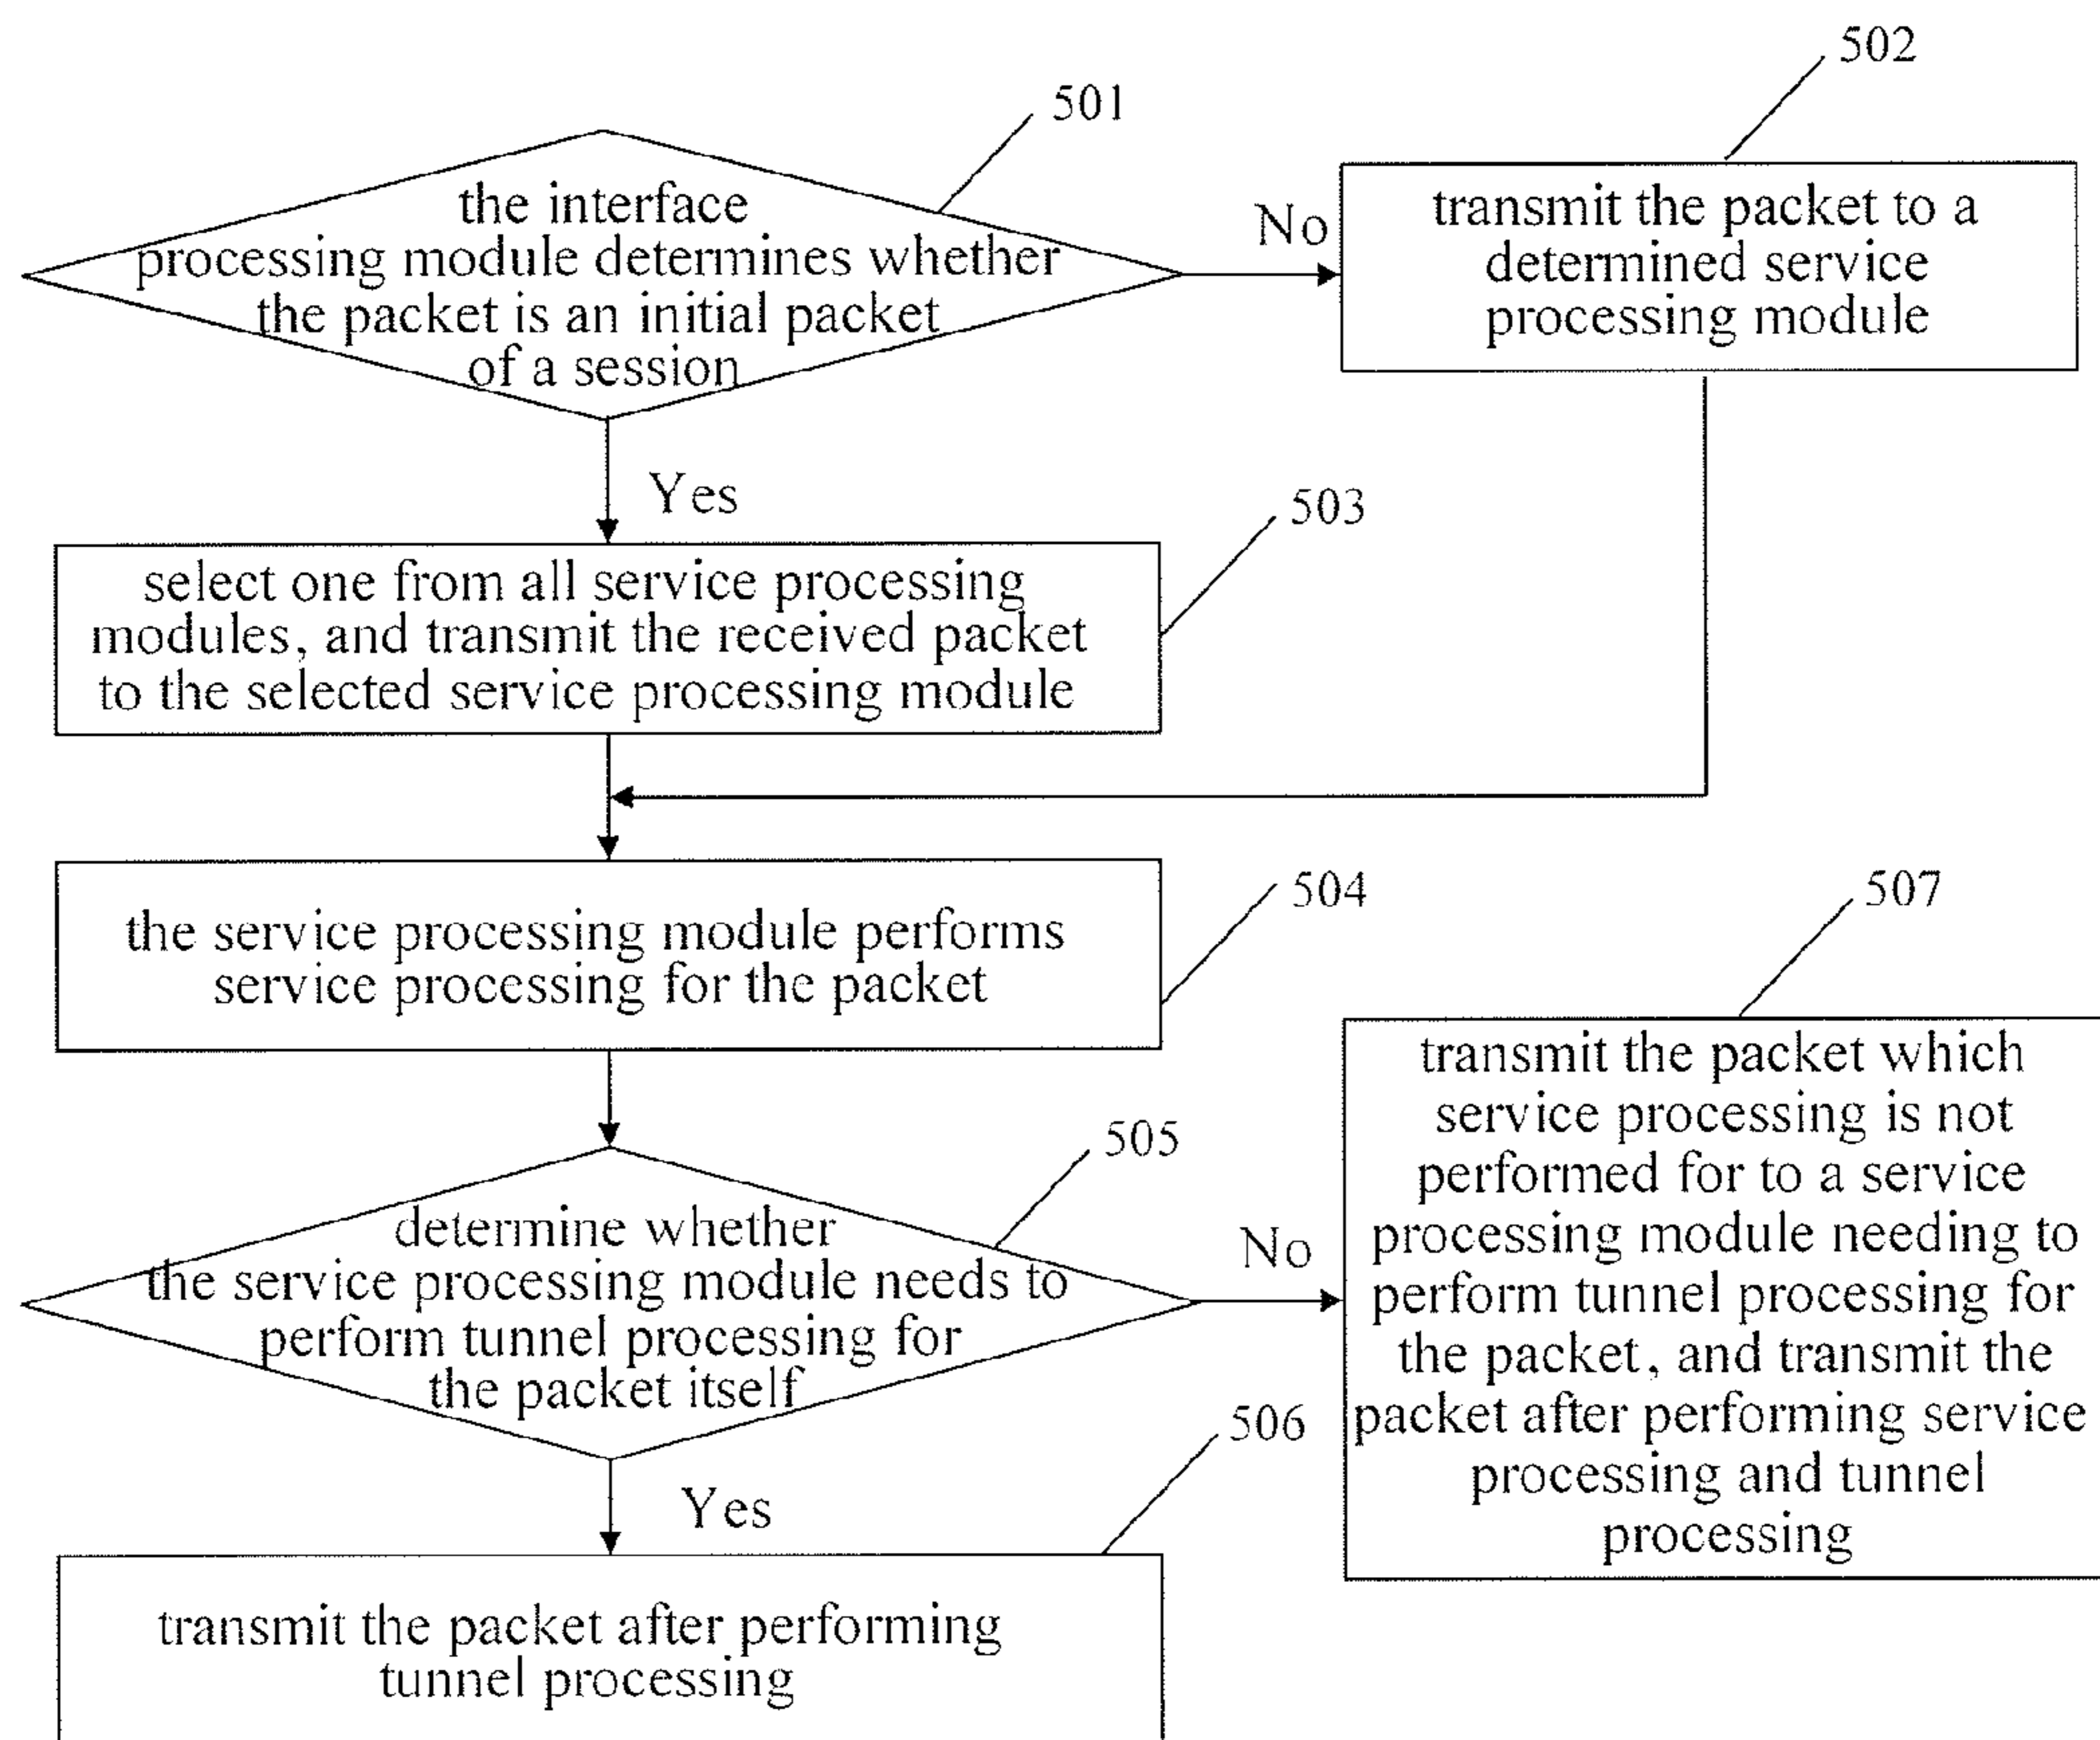 502
501
the interface
processing module determines whether
the packet is an initial packet
of a session
No
transmit the packet to a
determined service
processing module
Yes
503
select one from all service processing
modules, and transmit the received packet
to the selected service processing module
504
the service processing module performs
service processing for the packet
507
transmit the packet which
service processing is not
performed for to a service
processing module needing to
perform tunnel processing for
the packet, and transmit the
packet after performing service
processing and tunnel
processing
505
determine whether
the service processing module needs to
perform tunnel processing for
the packet itself
No
506
Yes
transmit the packet after performing
tunnel processing